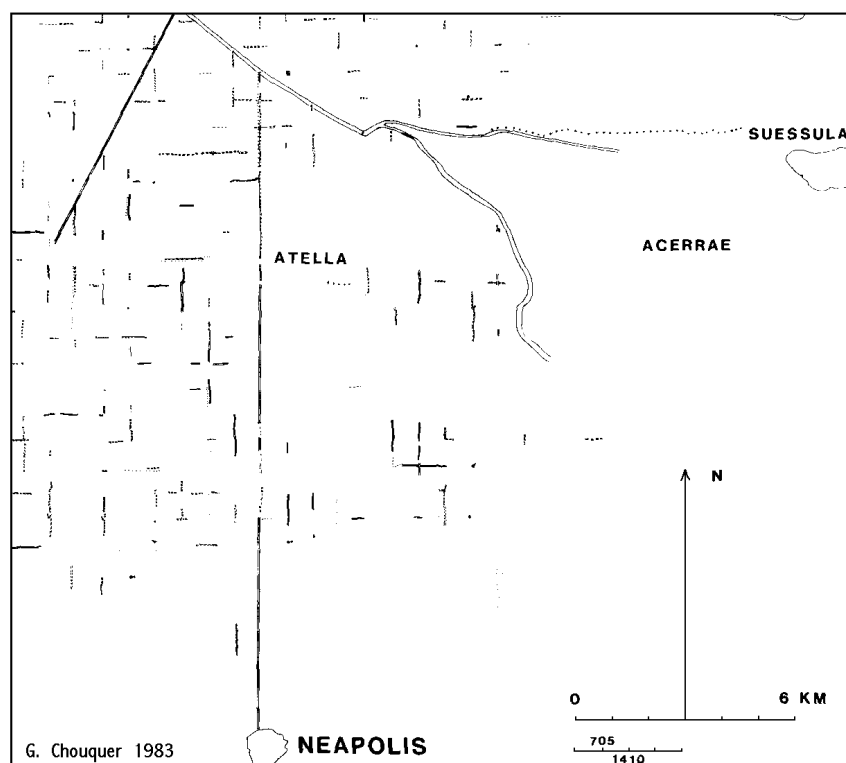 SUESSULA
ACERRAE
ATELLA
N
0 6 KM
705
1410
NEAPOLIS
G. Chouquer 1983